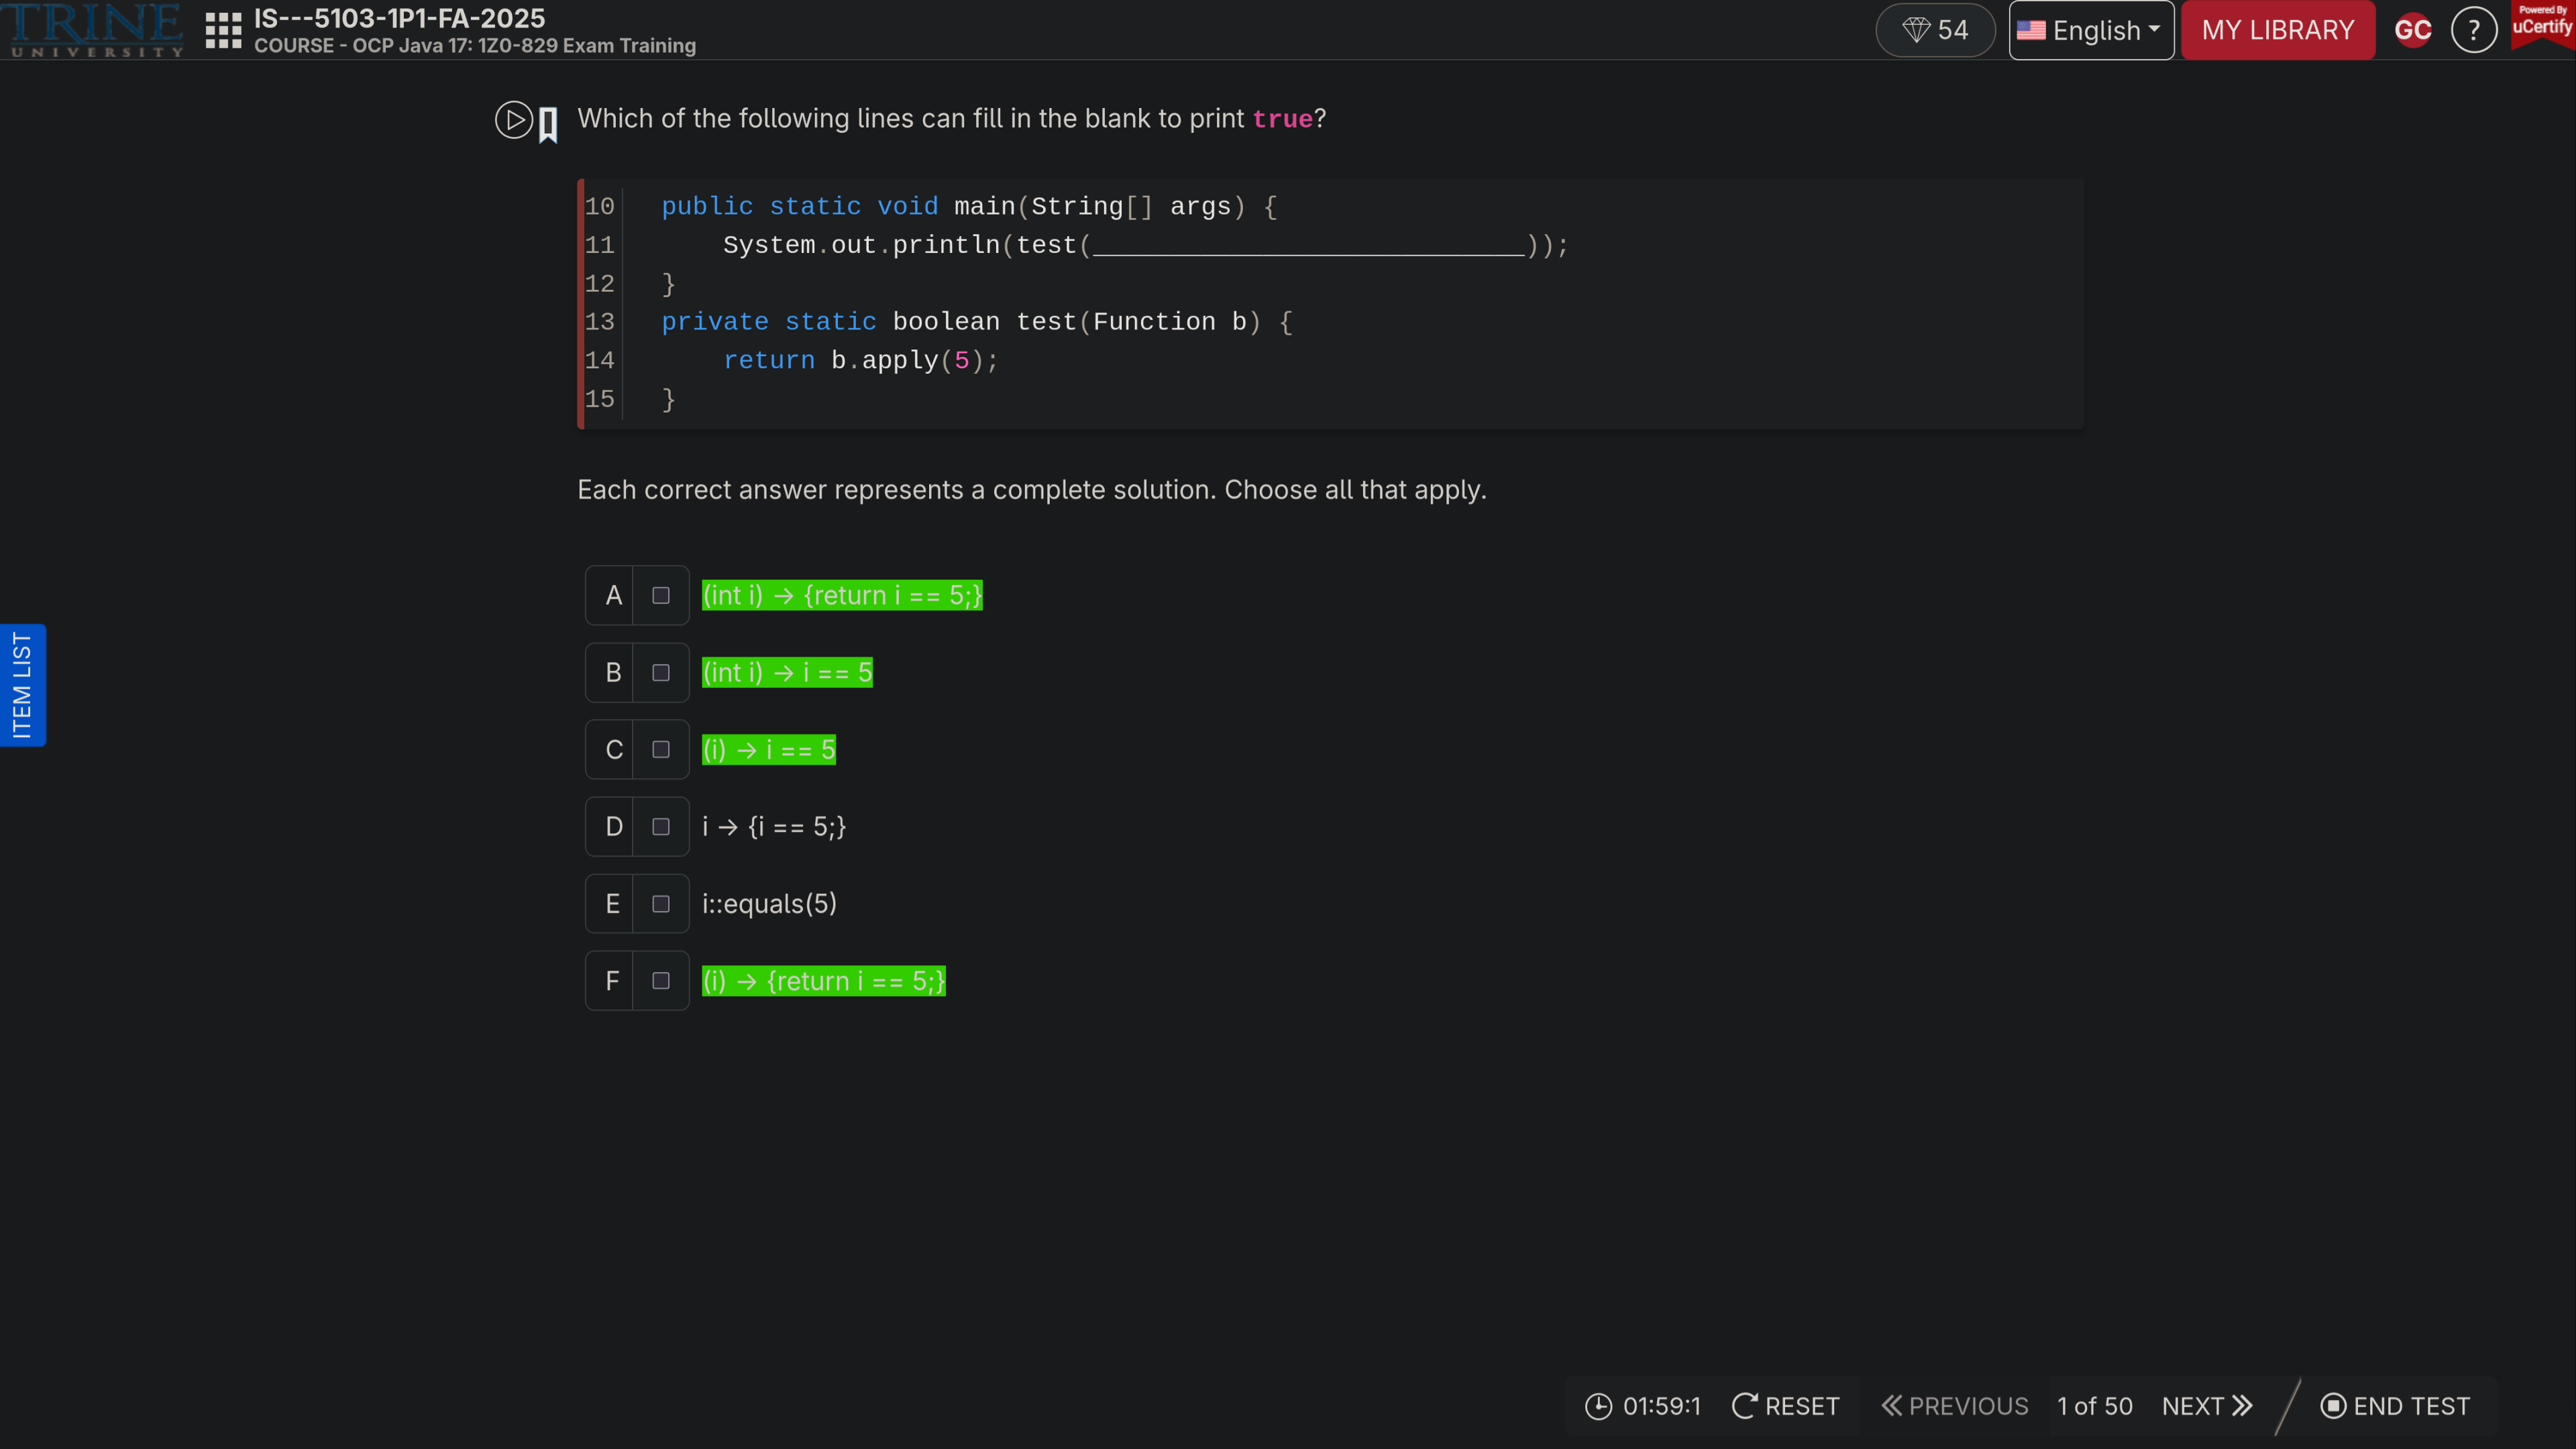 TRINE
UNIVERSITY
IS---5103-1P1-FA-2025
COURSE - OCP Java 17: 1Z0-829 Exam Training
54
English
MY LIBRARY
GC
?
Powered By
uCertify
Which of the following lines can fill in the blank to print true?
10 public static void main(String[] args) {
11 System.out.println(test(____________________________));
12 }
13 private static boolean test(Function b) {
14 return b.apply(5);
15 }
Each correct answer represents a complete solution. Choose all that apply.
A (int i) → {return i == 5;}
B (int i) → i == 5
C (i) → i == 5
D i → {i == 5;}
E i::equals(5)
F (i) → {return i == 5;}
ITEM LIST
01:59:1
RESET
PREVIOUS
1 of 50
NEXT
END TEST